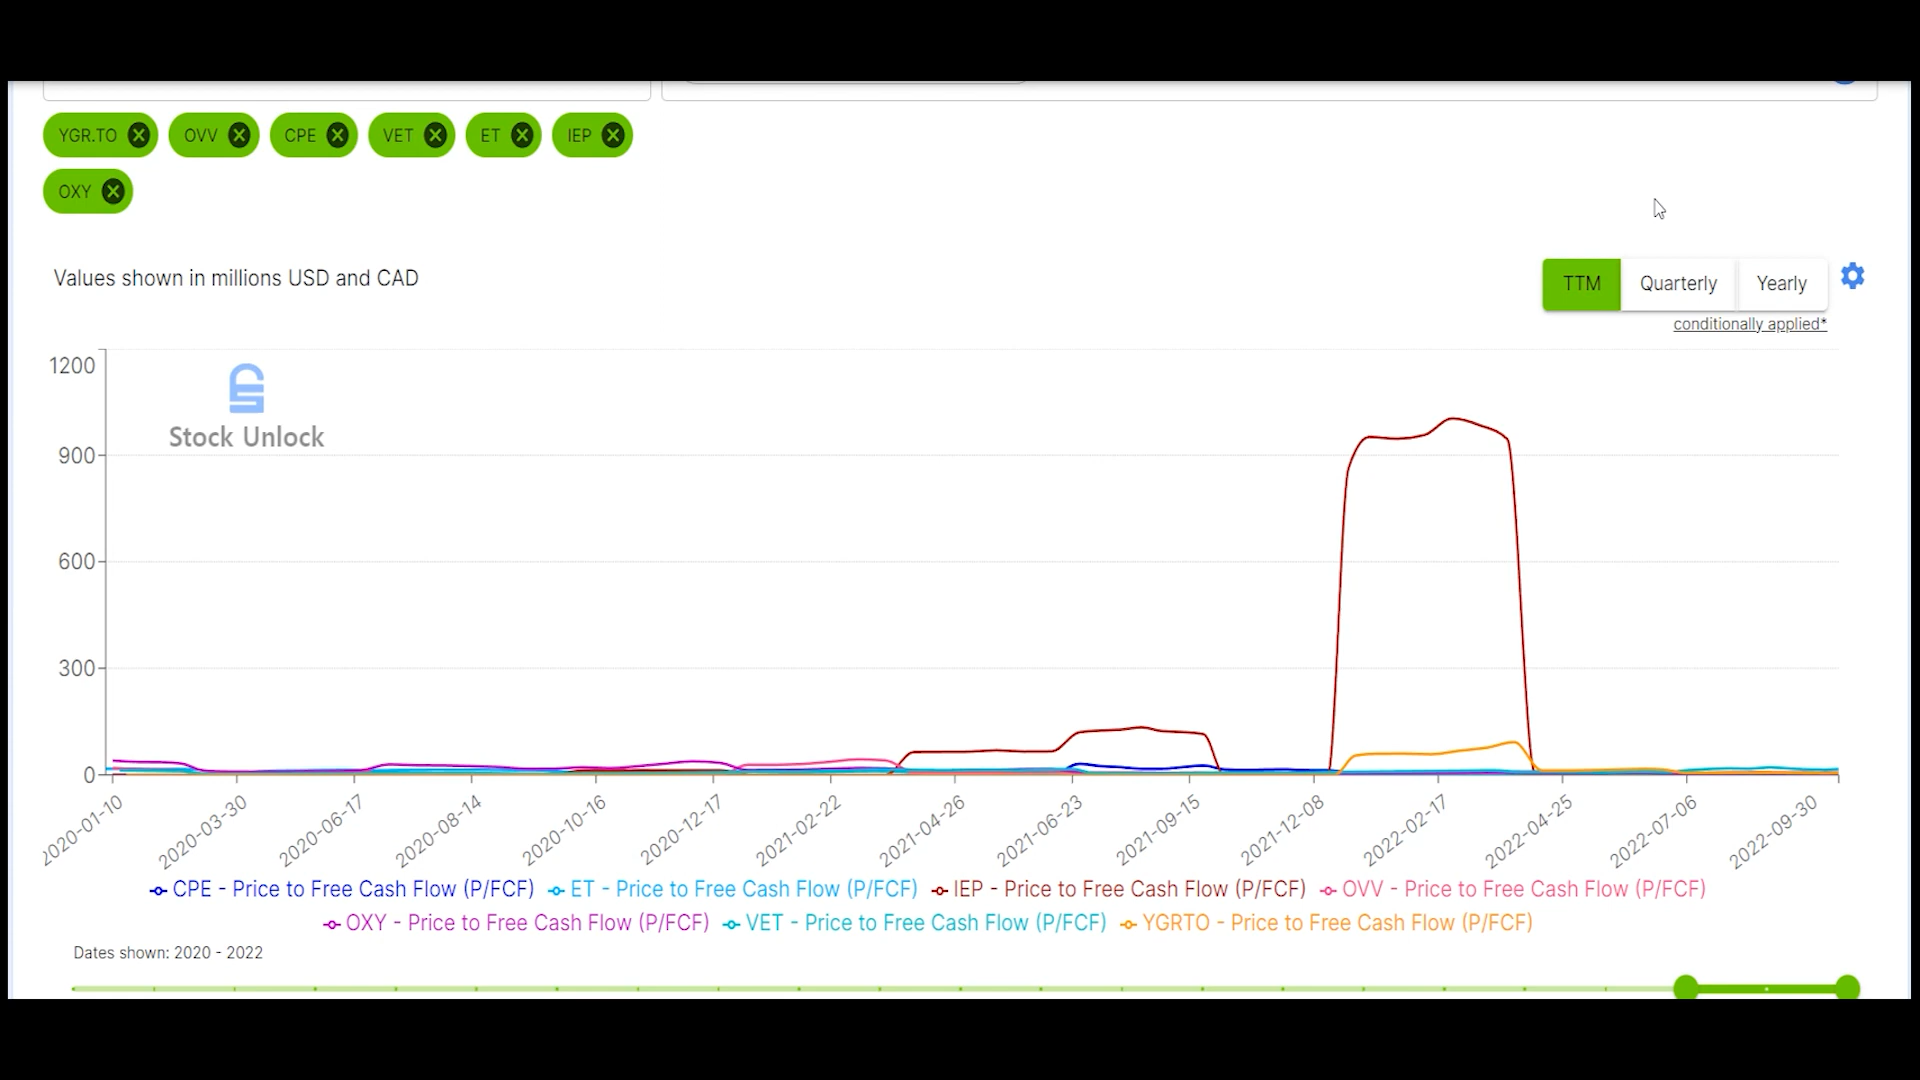 YGR.TO OVV CPE VET ET IEP
OXY
Values shown in millions USD and CAD
TTM Quarterly Yearly
conditionally applied*
Stock Unlock
1200
900
600
300
0
2020-01-10 2020-03-30 2020-06-17 2020-08-14 2020-10-16 2020-12-17 2021-02-22 2021-04-26 2021-06-23 2021-09-15 2021-12-08 2022-02-17 2022-04-25 2022-07-06 2022-09-30
CPE - Price to Free Cash Flow (P/FCF) ET - Price to Free Cash Flow (P/FCF) IEP - Price to Free Cash Flow (P/FCF) OVV - Price to Free Cash Flow (P/FCF)
OXY - Price to Free Cash Flow (P/FCF) VET - Price to Free Cash Flow (P/FCF) YGRTO - Price to Free Cash Flow (P/FCF)
Dates shown: 2020 - 2022